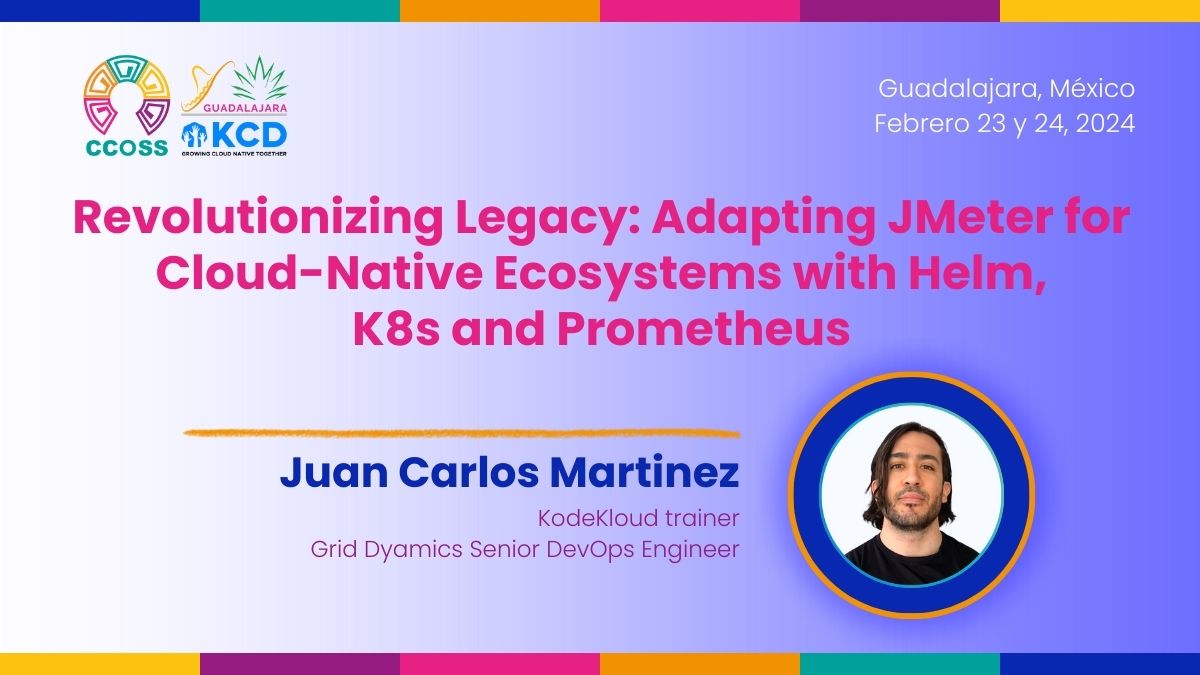 CCOSS
GUADALAJARA
KCD
GROWING CLOUD NATIVE TOGETHER
Guadalajara, México
Febrero 23 y 24, 2024
Revolutionizing Legacy: Adapting JMeter for
Cloud-Native Ecosystems with Helm,
K8s and Prometheus
Juan Carlos Martinez
KodeKloud trainer
Grid Dyamics Senior DevOps Engineer